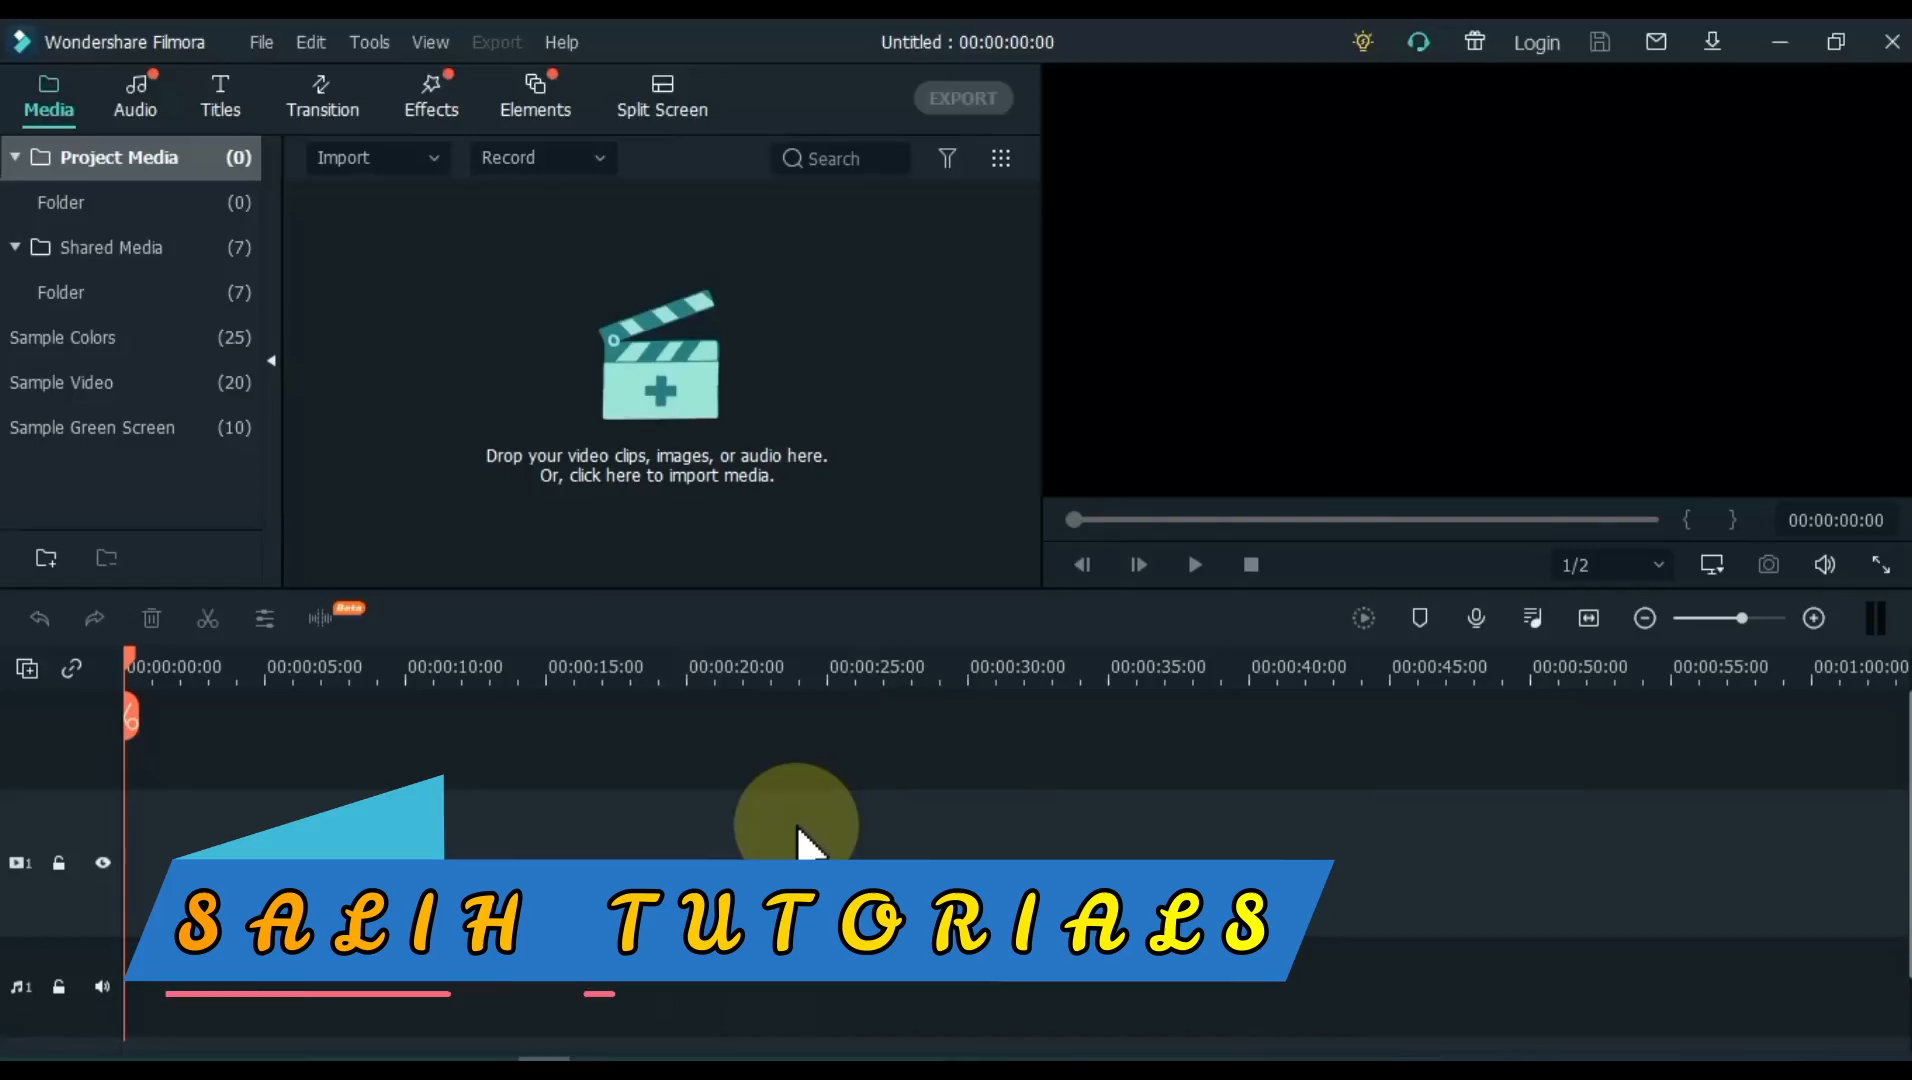 Wondershare Filmora File Edit Tools View Export Help Untitled : 00:00:00:00 Login
Media Audio Titles Transition Effects Elements Split Screen EXPORT
Project Media (0)
Folder (0)
Shared Media (7)
Folder (7)
Sample Colors (25)
Sample Video (20)
Sample Green Screen (10)
Import Record Search
Drop your video clips, images, or audio here.
Or, click here to import media.
{ } 00:00:00:00
1/2
Beta
00:00:00:00 00:00:05:00 00:00:10:00 00:00:15:00 00:00:20:00 00:00:25:00 00:00:30:00 00:00:35:00 00:00:40:00 00:00:45:00 00:00:50:00 00:00:55:00 00:01:00:00
1
SALIH TUTORIALS
1